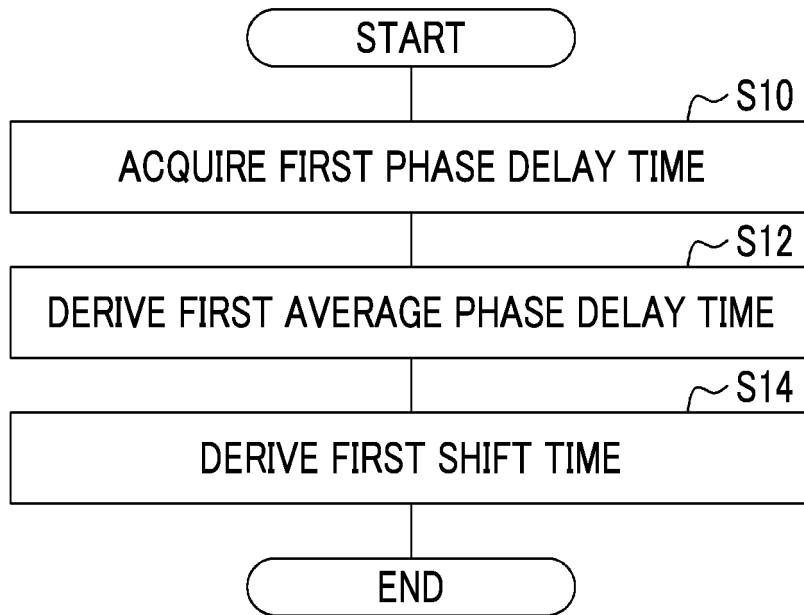 START
S10
ACQUIRE FIRST PHASE DELAY TIME
S12
DERIVE FIRST AVERAGE PHASE DELAY TIME
S14
DERIVE FIRST SHIFT TIME
END